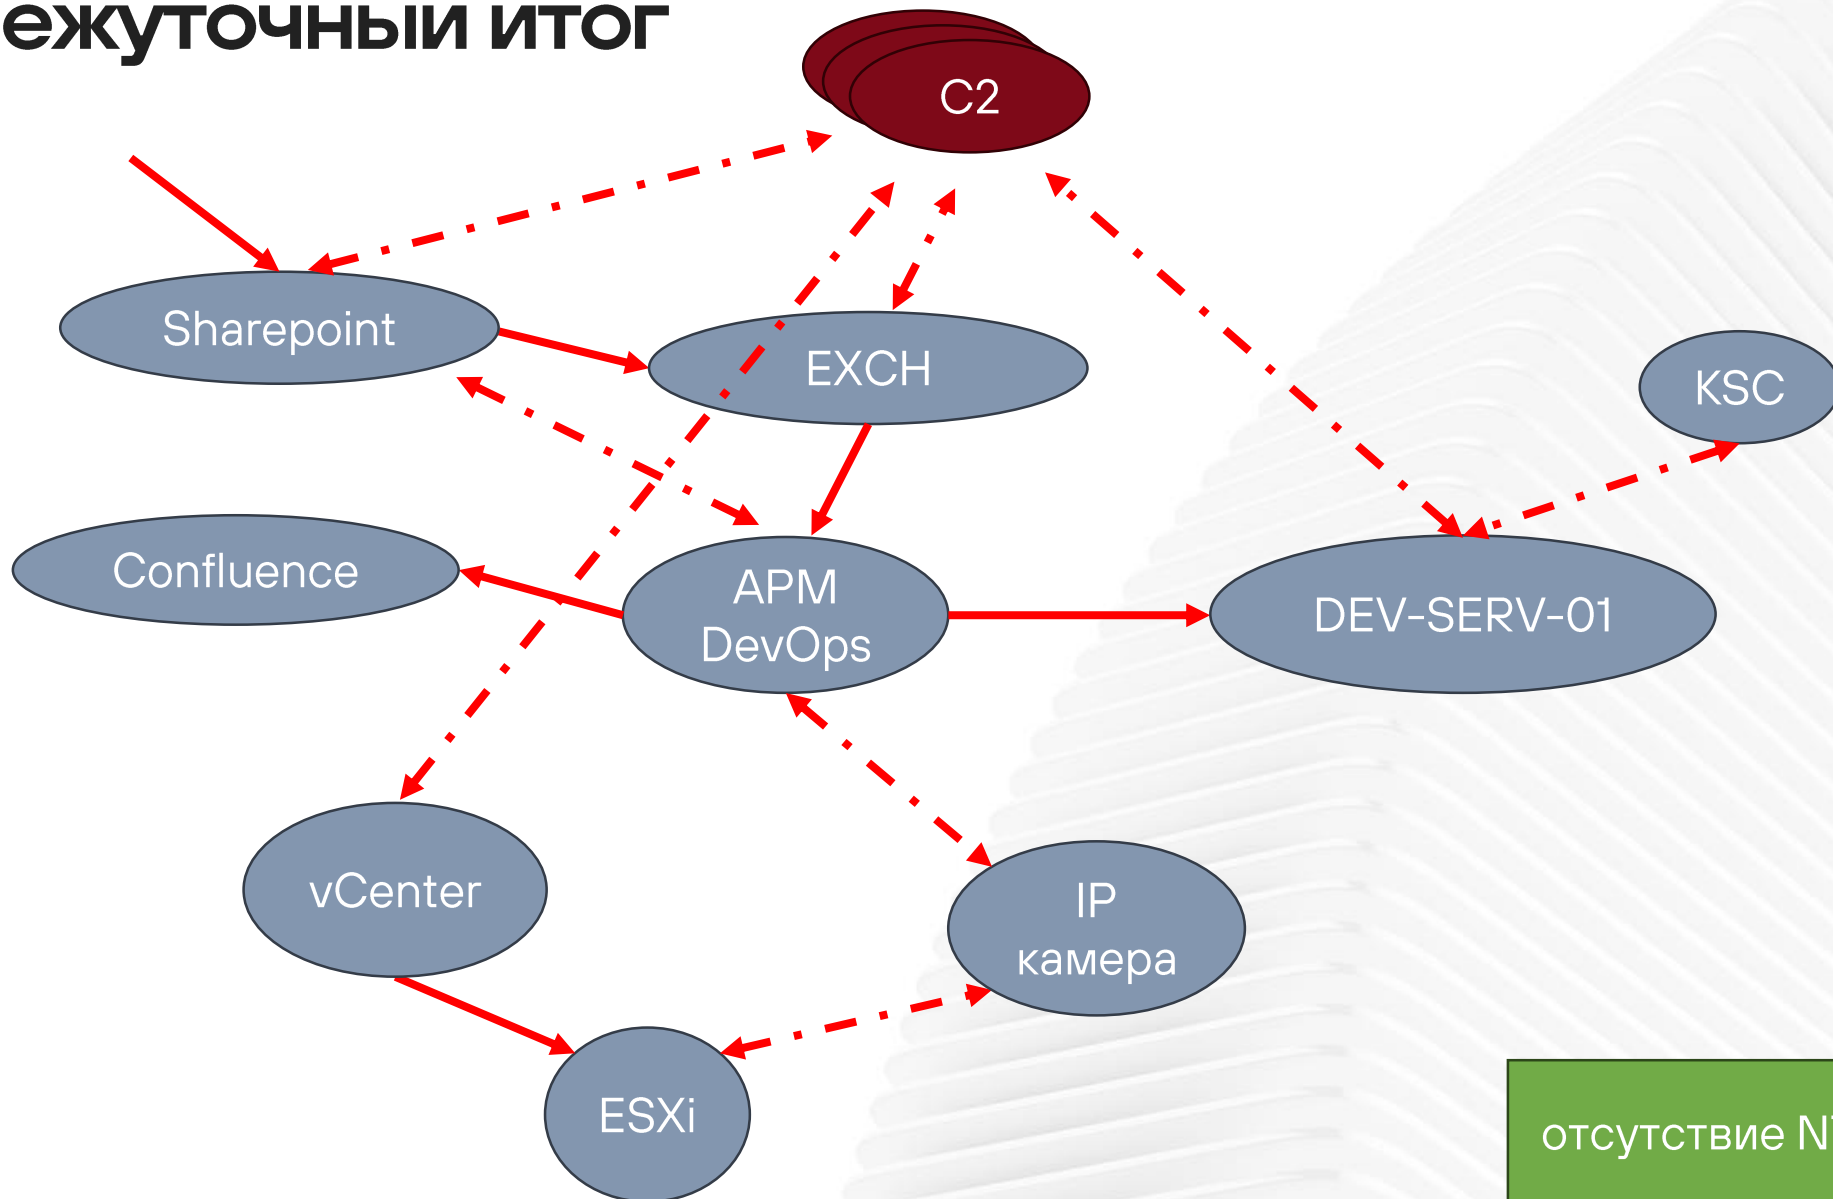 ежуточный итог
C2
Sharepoint
EXCH
KSC
Confluence
АРМ
DevOps
DEV-SERV-01
vCenter
IP
камера
ESXi
отсутствие